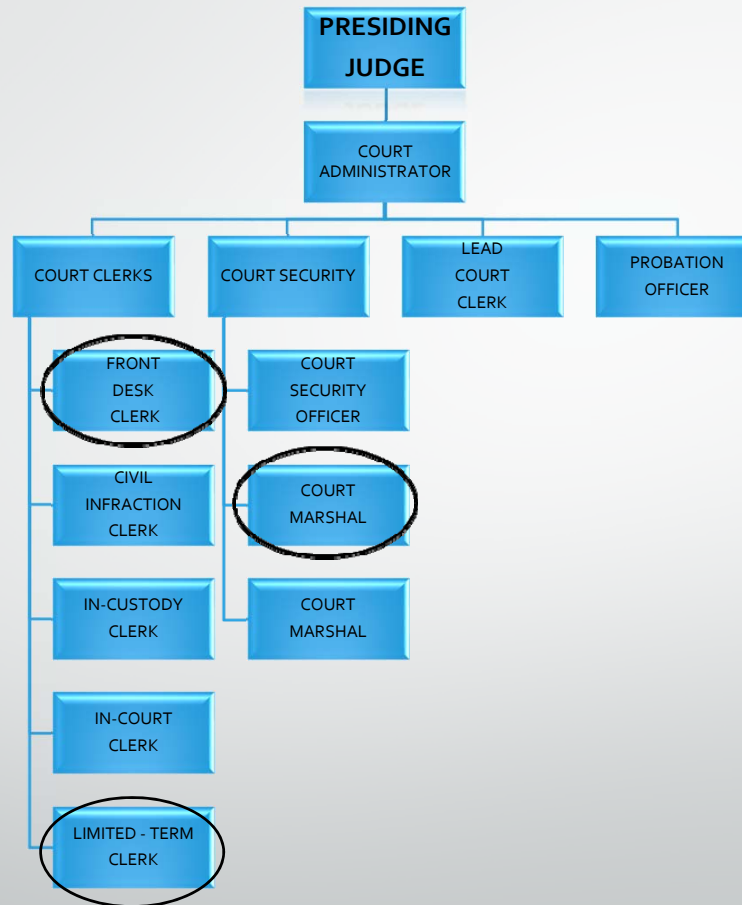 PRESIDING
JUDGE
COURT
ADMINISTRATOR
COURT CLERKS
COURT SECURITY
LEAD
COURT
CLERK
PROBATION
OFFICER
FRONT
DESK
CLERK
COURT
SECURITY
OFFICER
CIVIL
INFRACTION
CLERK
COURT
MARSHAL
IN-CUSTODY
CLERK
COURT
MARSHAL
IN-COURT
CLERK
LIMITED - TERM
CLERK